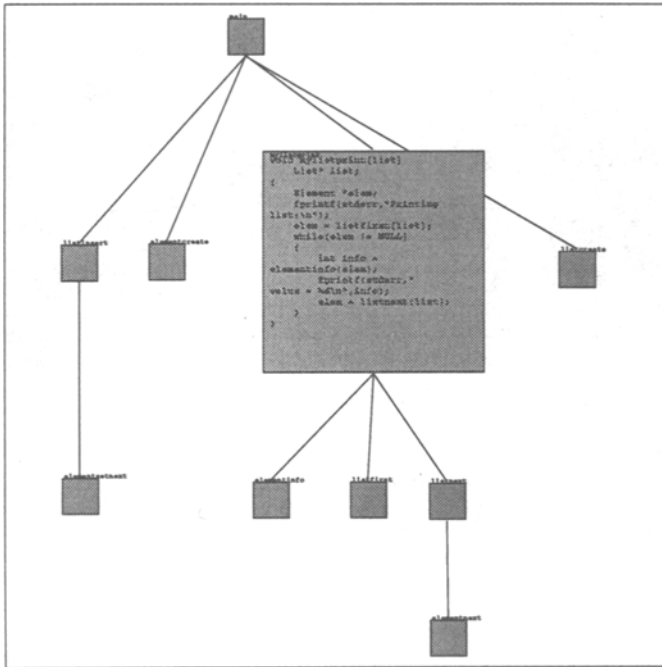 main
mylistprint
void mylistprint(list)
List* list;
{
Element *elem;
fprintf(stderr,"Printing
list:\n");
elem = listfirst(list);
while(elem != NULL)
{
int info =
elementinfo(elem);
fprintf(stderr,"
value = %d\n",info);
elem = listnext(list);
}
}
listinsert
elementcreate
listcreate
elementsetnext
elementinfo
listfirst
listnext
elementnext